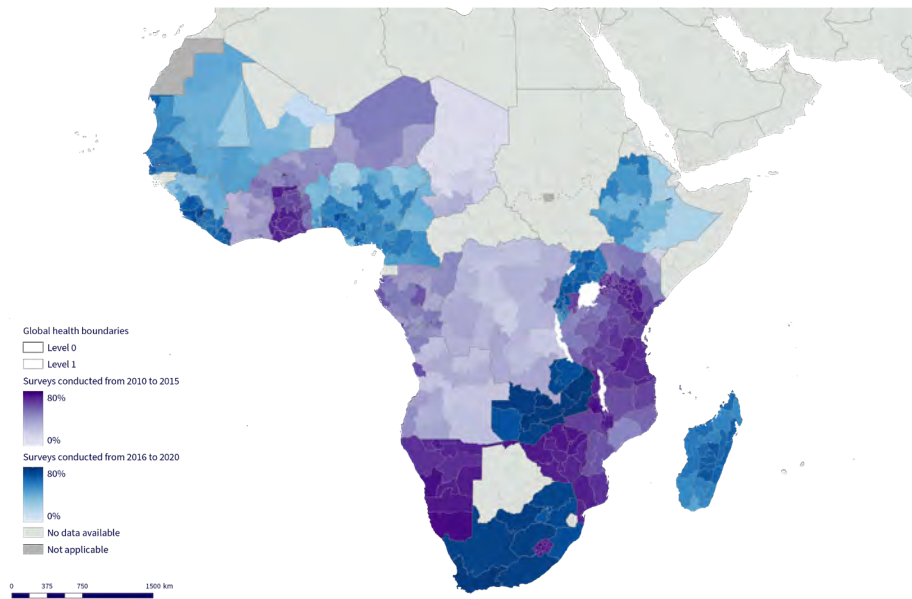 Global health boundaries
Level 0
Level 1
Surveys conducted from 2010 to 2015
80%
0%
Surveys conducted from 2016 to 2020
80%
0%
No data available
Not applicable
0 375 750 1500 km